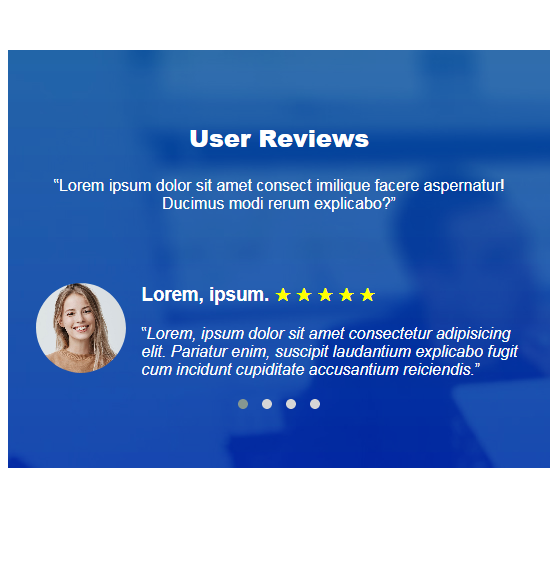 User Reviews
‟Lorem ipsum dolor sit amet consect imilique facere aspernatur!
Ducimus modi rerum explicabo?”
Lorem, ipsum. ★ ★ ★ ★ ★
‟Lorem, ipsum dolor sit amet consectetur adipisicing
elit. Pariatur enim, suscipit laudantium explicabo fugit
cum incidunt cupiditate accusantium reiciendis.”